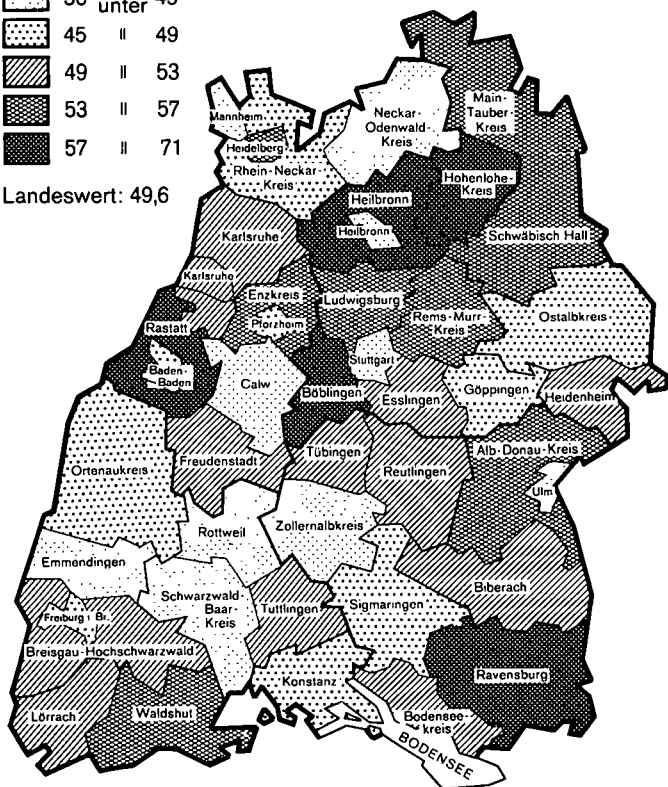 unter
45 " 49
49 " 53
53 " 57
57 " 71
Landeswert: 49,6
Mannheim
Heidelberg
Rhein-Neckar-
Kreis
Neckar-
Odenwald-
Kreis
Main-
Tauber-
Kreis
Hohenlohe-
Kreis
Heilbronn
Heilbronn
Schwäbisch Hall
Karlsruhe
Karlsruhe
Enzkreis
Pforzheim
Ludwigsburg
Rems-Murr-
Kreis
Ostalbkreis
Rastatt
Baden-
Baden
Calw
Stuttgart
Böblingen
Esslingen
Göppingen
Heidenheim
Ortenaukreis
Freudenstadt
Tübingen
Reutlingen
Alb-Donau-Kreis
Ulm
Rottweil
Zollernalbkreis
Emmendingen
Schwarzwald-
Baar-
Kreis
Tuttlingen
Sigmaringen
Biberach
Freiburg i. Br.
Breisgau-Hochschwarzwald
Ravensburg
Konstanz
Lörrach
Waldshut
Bodensee-
kreis
BODENSEE